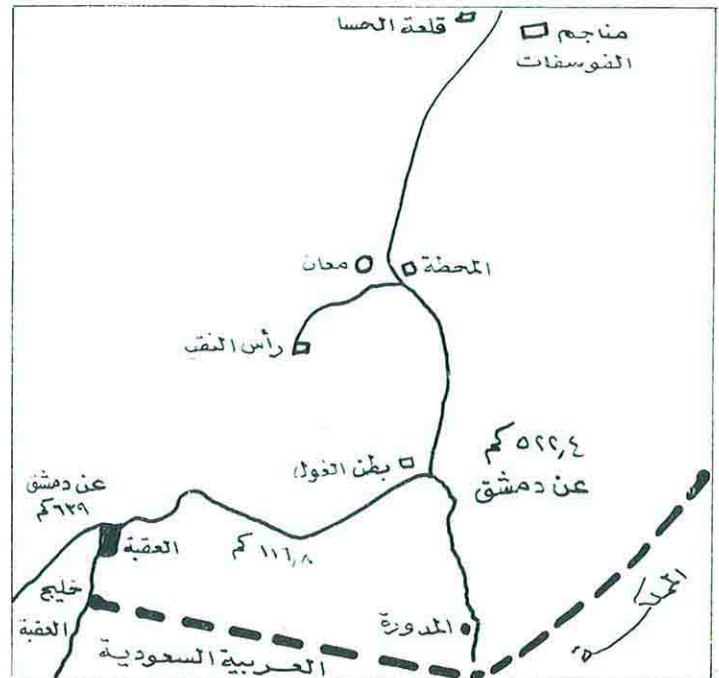 قلعة الحسا
مناجم
الفوسفات
معان
المحطة
رأس النقب
بطن الغول
٥٢٢,٤ كم
عن دمشق
عن دمشق
٦٣٩ كم
العقبة
١١٦,٨ كم
خليج
العقبة
المدورة
المملكة
العربية السعودية